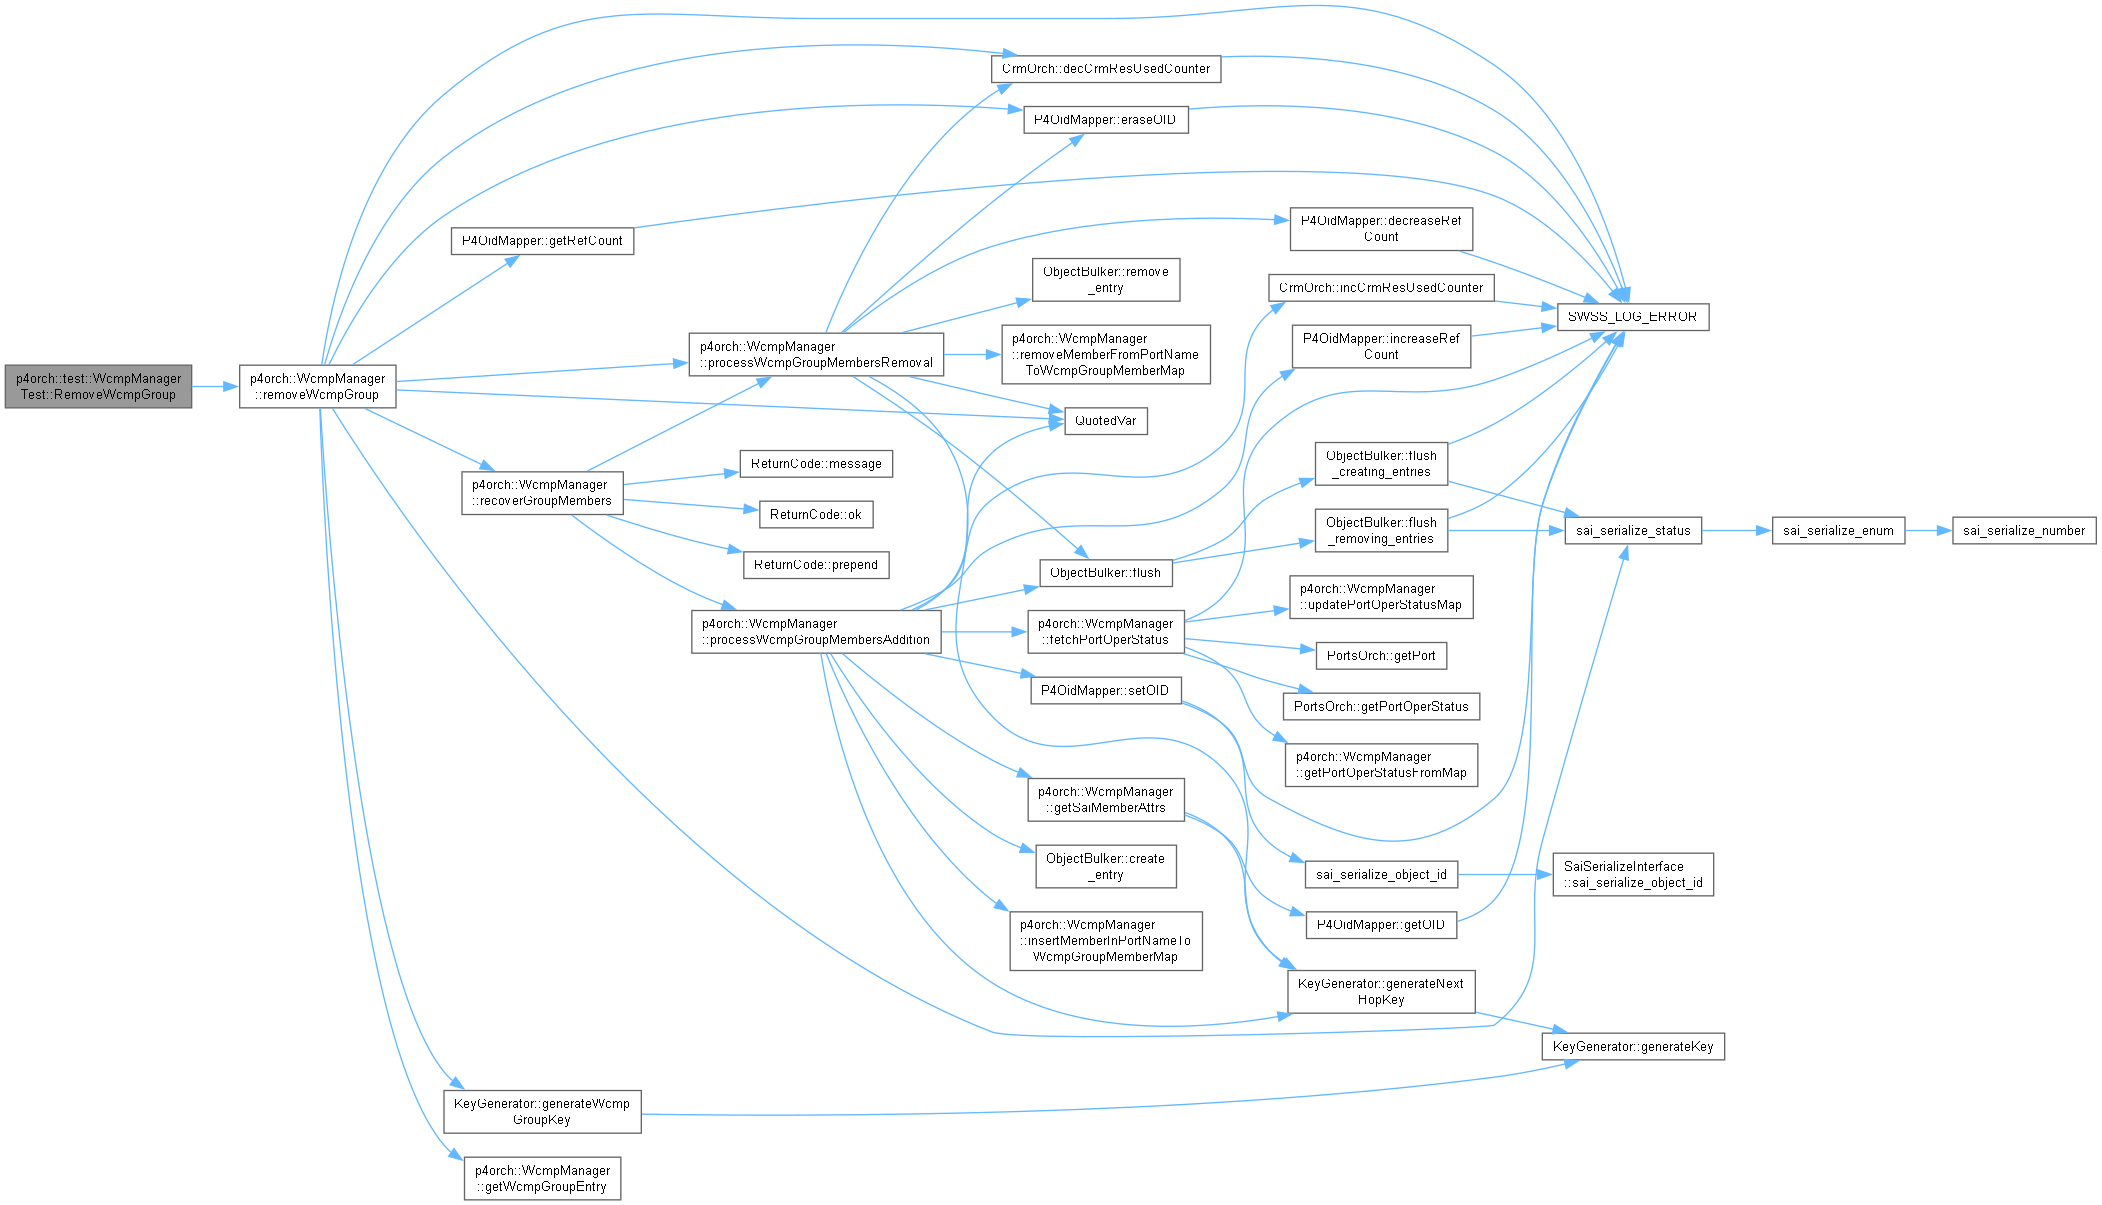 p4orch::test::WcmpManager
Test::RemoveWcmpGroup
p4orch::WcmpManager
::removeWcmpGroup
P4OidMapper::getRefCount
p4orch::WcmpManager
::recoverGroupMembers
KeyGenerator::generateWcmp
GroupKey
p4orch::WcmpManager
::getWcmpGroupEntry
p4orch::WcmpManager
::processWcmpGroupMembersRemoval
ReturnCode::message
ReturnCode::ok
ReturnCode::prepend
p4orch::WcmpManager
::processWcmpGroupMembersAddition
CrmOrch::decCrmResUsedCounter
P4OidMapper::eraseOID
ObjectBulker::remove
_entry
p4orch::WcmpManager
::removeMemberFromPortName
ToWcmpGroupMemberMap
QuotedVar
ObjectBulker::flush
p4orch::WcmpManager
::fetchPortOperStatus
P4OidMapper::setOID
p4orch::WcmpManager
::getSaiMemberAttrs
ObjectBulker::create
_entry
p4orch::WcmpManager
::insertMemberInPortNameTo
WcmpGroupMemberMap
P4OidMapper::decreaseRef
Count
CrmOrch::incCrmResUsedCounter
P4OidMapper::increaseRef
Count
ObjectBulker::flush
_creating_entries
ObjectBulker::flush
_removing_entries
p4orch::WcmpManager
::updatePortOperStatusMap
PortsOrch::getPort
PortsOrch::getPortOperStatus
p4orch::WcmpManager
::getPortOperStatusFromMap
sai_serialize_object_id
P4OidMapper::getOID
KeyGenerator::generateNext
HopKey
SWSS_LOG_ERROR
sai_serialize_status
SaiSerializeInterface
::sai_serialize_object_id
KeyGenerator::generateKey
sai_serialize_enum
sai_serialize_number